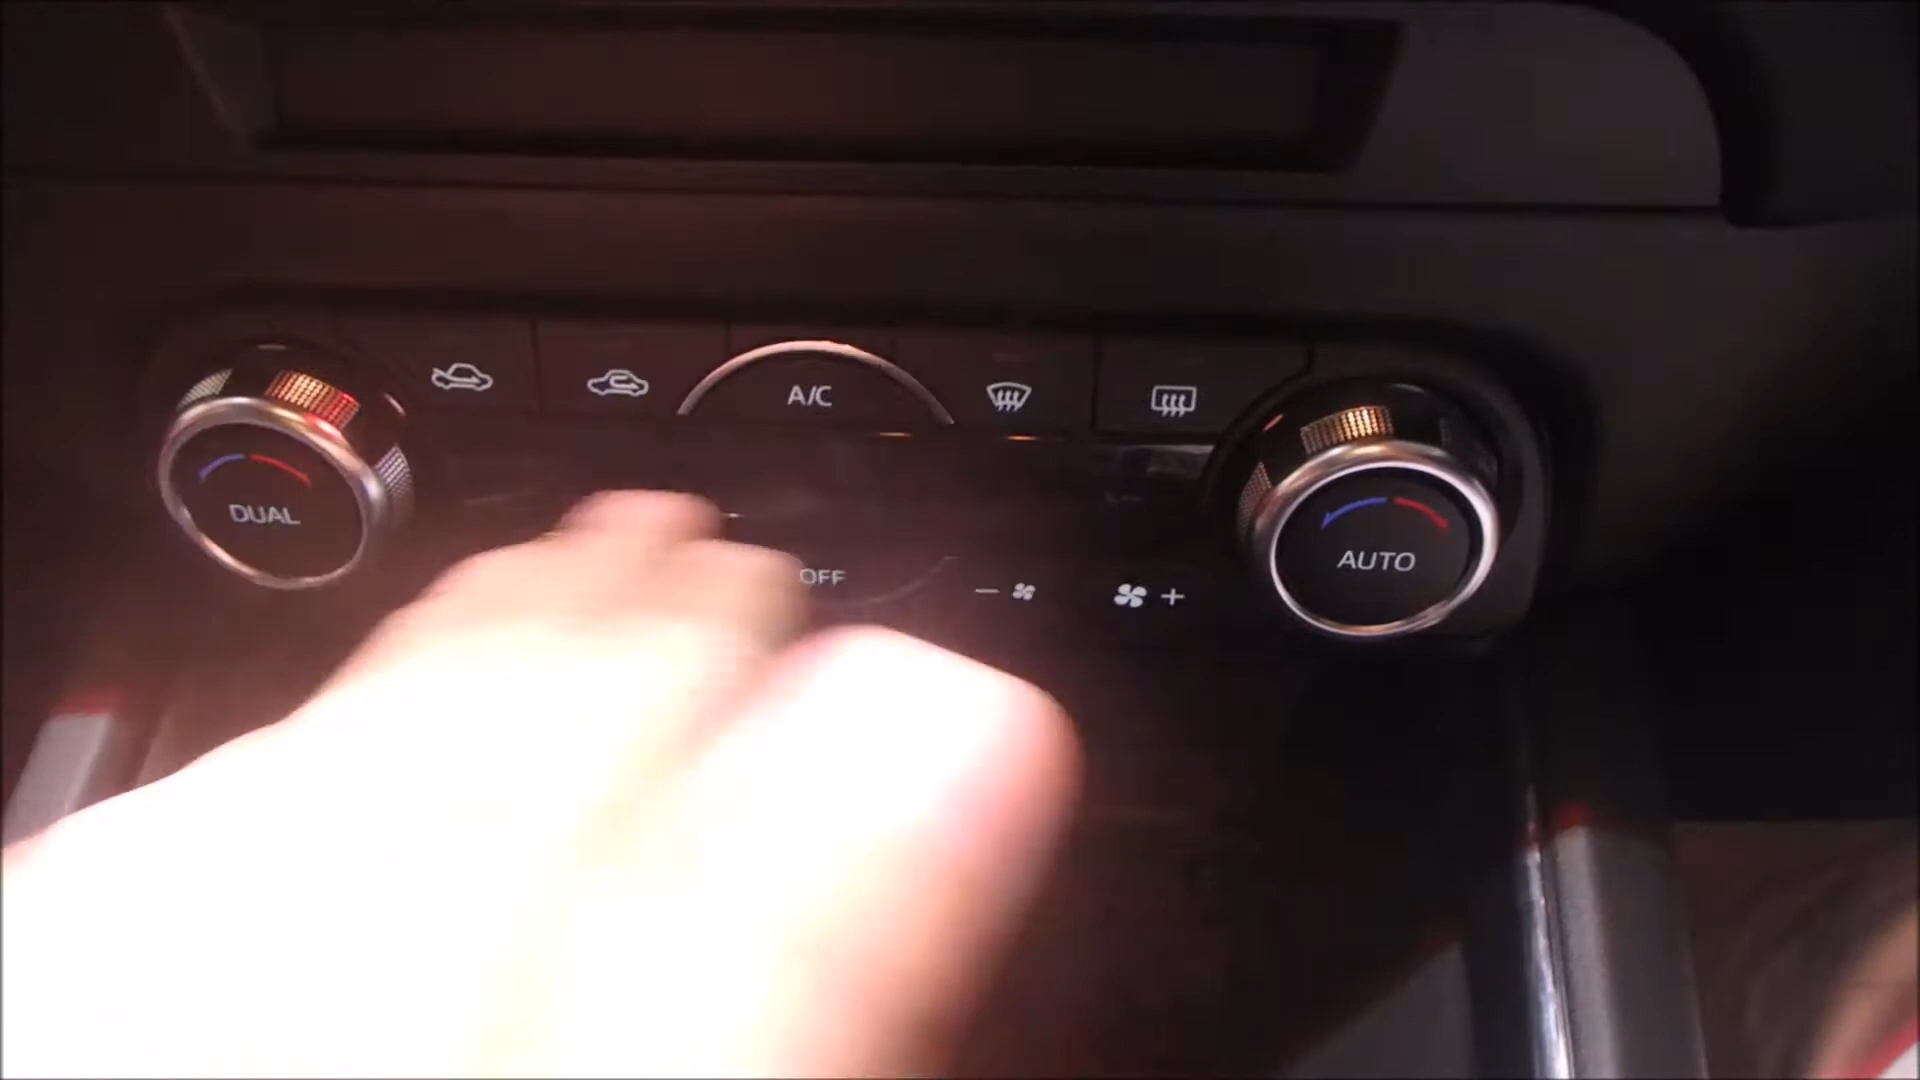 A/C
DUAL
OFF
− +
AUTO